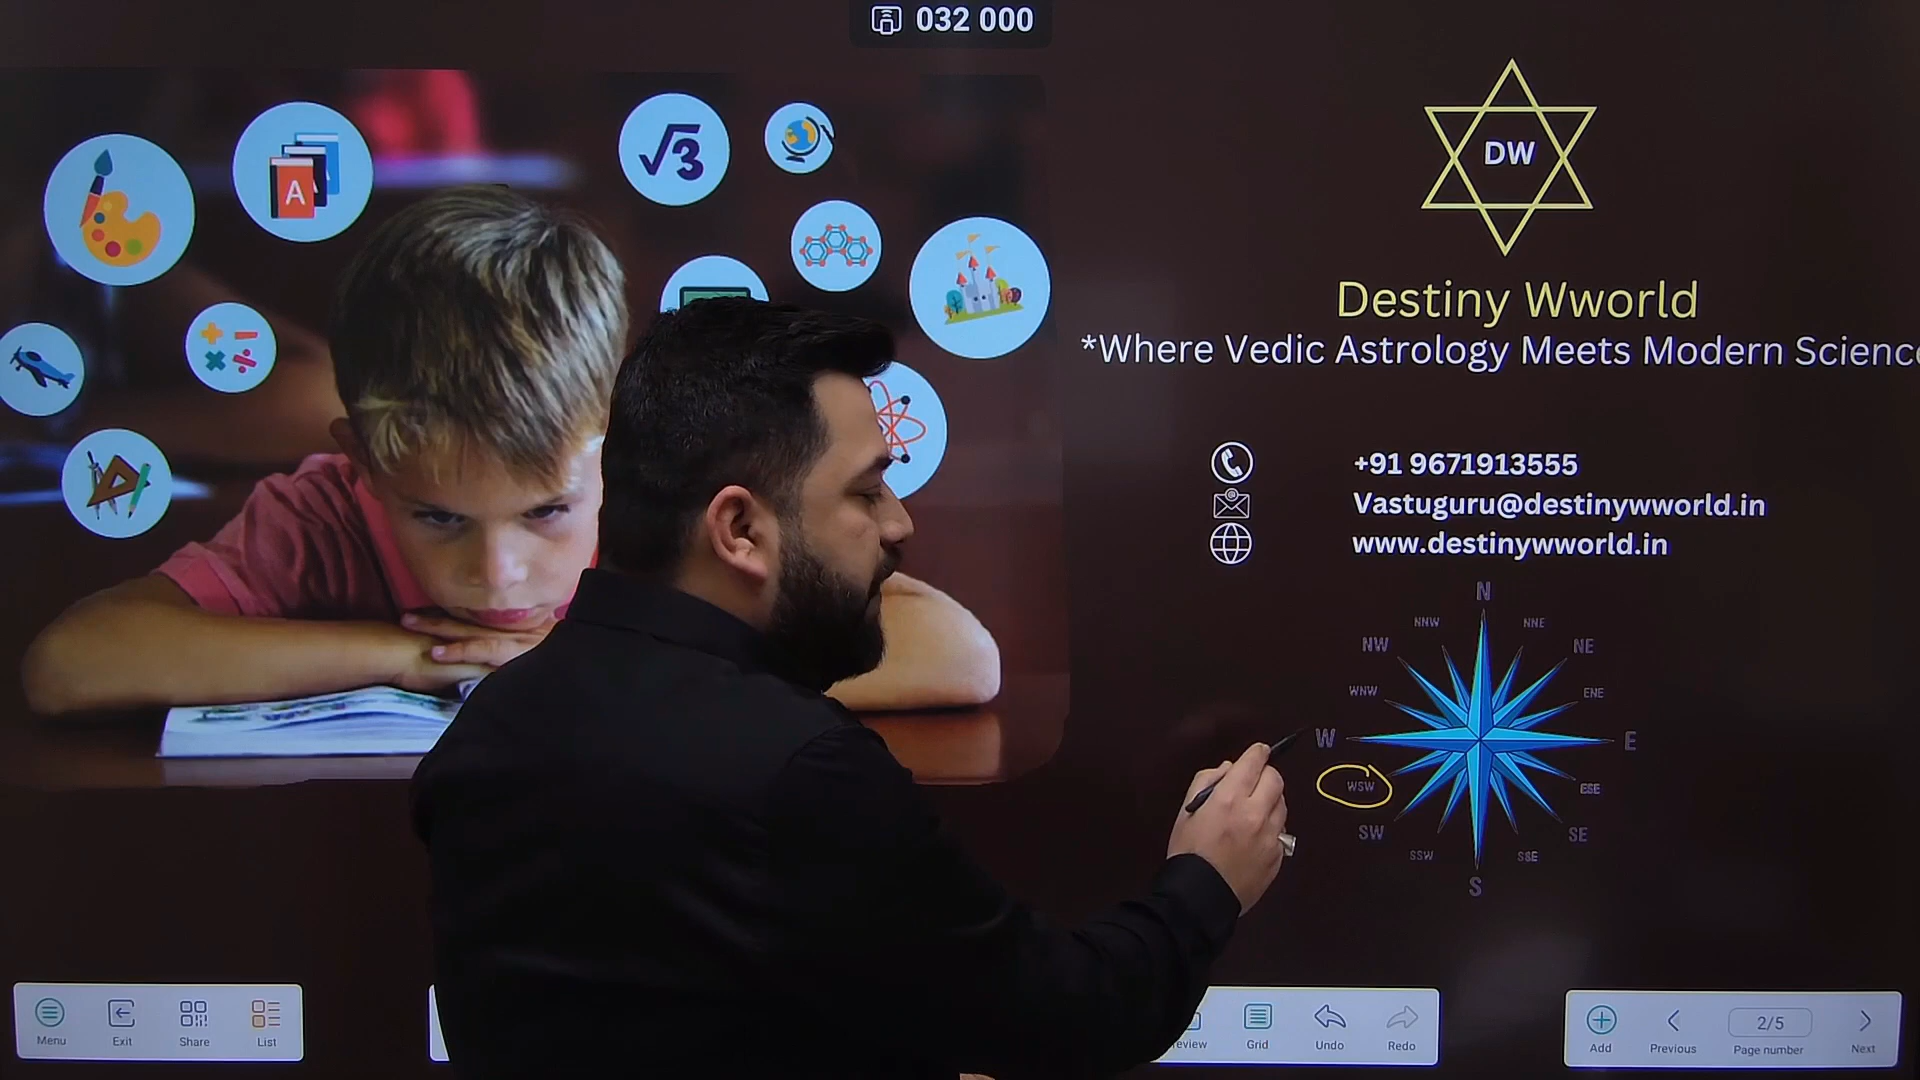 032 000
A
A
√3
DW
Destiny Wworld
*Where Vedic Astrology Meets Modern Science
+91 9671913555
Vastuguru@destinywworld.in
www.destinywworld.in
N
NNW
NNE
NW
NE
WNW
ENE
W
E
WSW
ESE
SW
SE
SSW
SSE
S
Menu
Exit
Share
List
eview
Grid
Undo
Redo
Add
Previous
2/5
Page number
Next